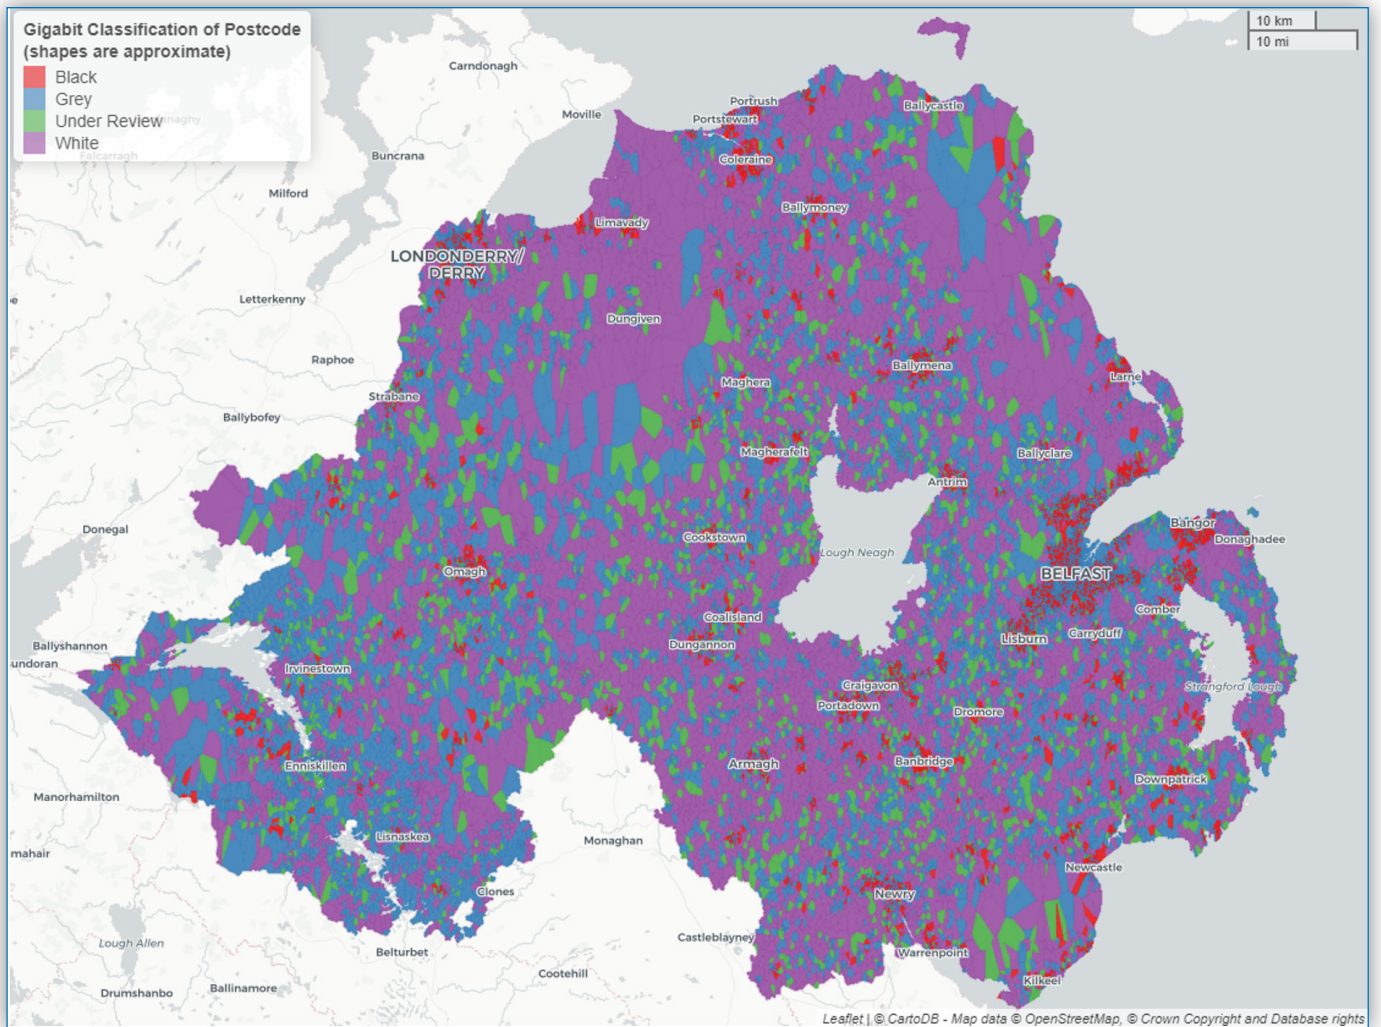 Gigabit Classification of Postcode
(shapes are approximate)
Black
Grey
Under Review
White
10 km
10 mi
Carndonagh
Moville
Buncrana
Milford
Portrush
Portstewart
Coleraine
Ballycastle
Ballymoney
Limavady
LONDONDERRY/
DERRY
Letterkenny
Dungiven
Raphoe
Strabane
Ballybofey
Maghera
Ballymena
Larne
Magherafelt
Ballyclare
Antrim
Donegal
Cookstown
Lough Neagh
Bangor
Donaghadee
Omagh
BELFAST
Coalisland
Comber
Dungannon
Lisburn
Carryduff
Ballyshannon
undoran
Irvinestown
Craigavon
Portadown
Strangford Lough
Dromore
Enniskillen
Armagh
Banbridge
Downpatrick
Manorhamilton
Lisnaskea
Monaghan
mahair
Newcastle
Clones
Newry
Lough Allen
Belturbet
Castleblayney
Warrenpoint
Cootehill
Kilkeel
Drumshanbo
Ballinamore
Leaflet | © CartoDB - Map data © OpenStreetMap, © Crown Copyright and Database rights